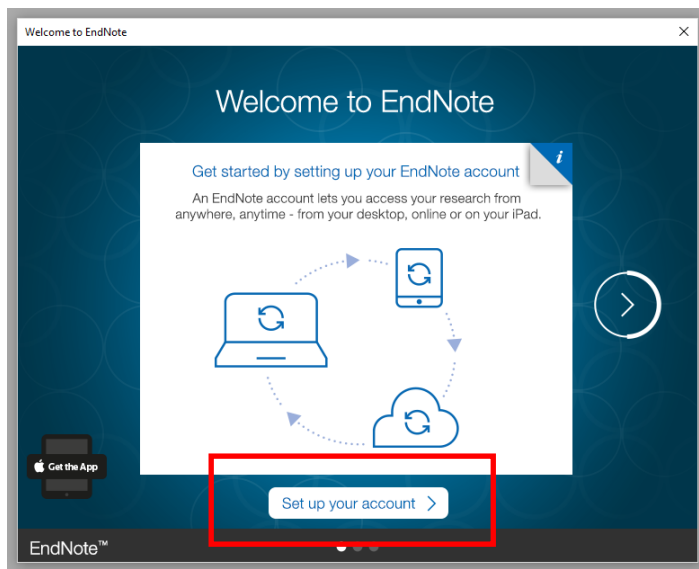 Welcome to EndNote
Welcome to EndNote
Get started by setting up your EndNote account
i
An EndNote account lets you access your research from
anywhere, anytime - from your desktop, online or on your iPad.
Get the App
Set up your account
EndNote™